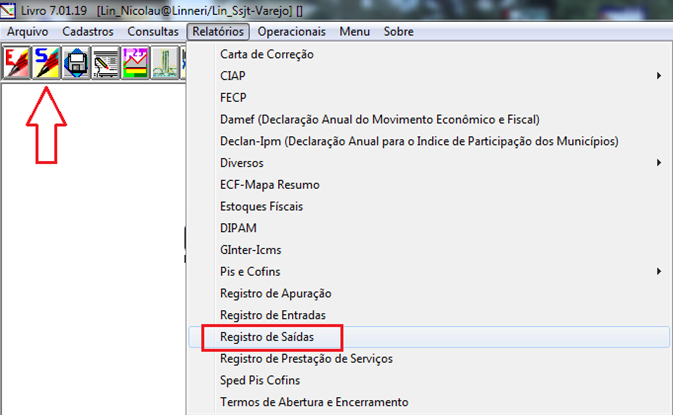 Livro 7.01.19 [Lin_Nicolau@Linneri/Lin_Ssjt-Varejo] []
Arquivo Cadastros Consultas Relatórios Operacionais Menu Sobre
E S 1.25
Carta de Correção
CIAP
FECP
Damef (Declaração Anual do Movimento Econômico e Fiscal)
Declan-Ipm (Declaração Anual para o Indice de Participação dos Municípios)
Diversos
ECF-Mapa Resumo
Estoques Físcais
DIPAM
GInter-Icms
Pis e Cofins
Registro de Apuração
Registro de Entradas
Registro de Saídas
Registro de Prestação de Serviços
Sped Pis Cofins
Termos de Abertura e Encerramento